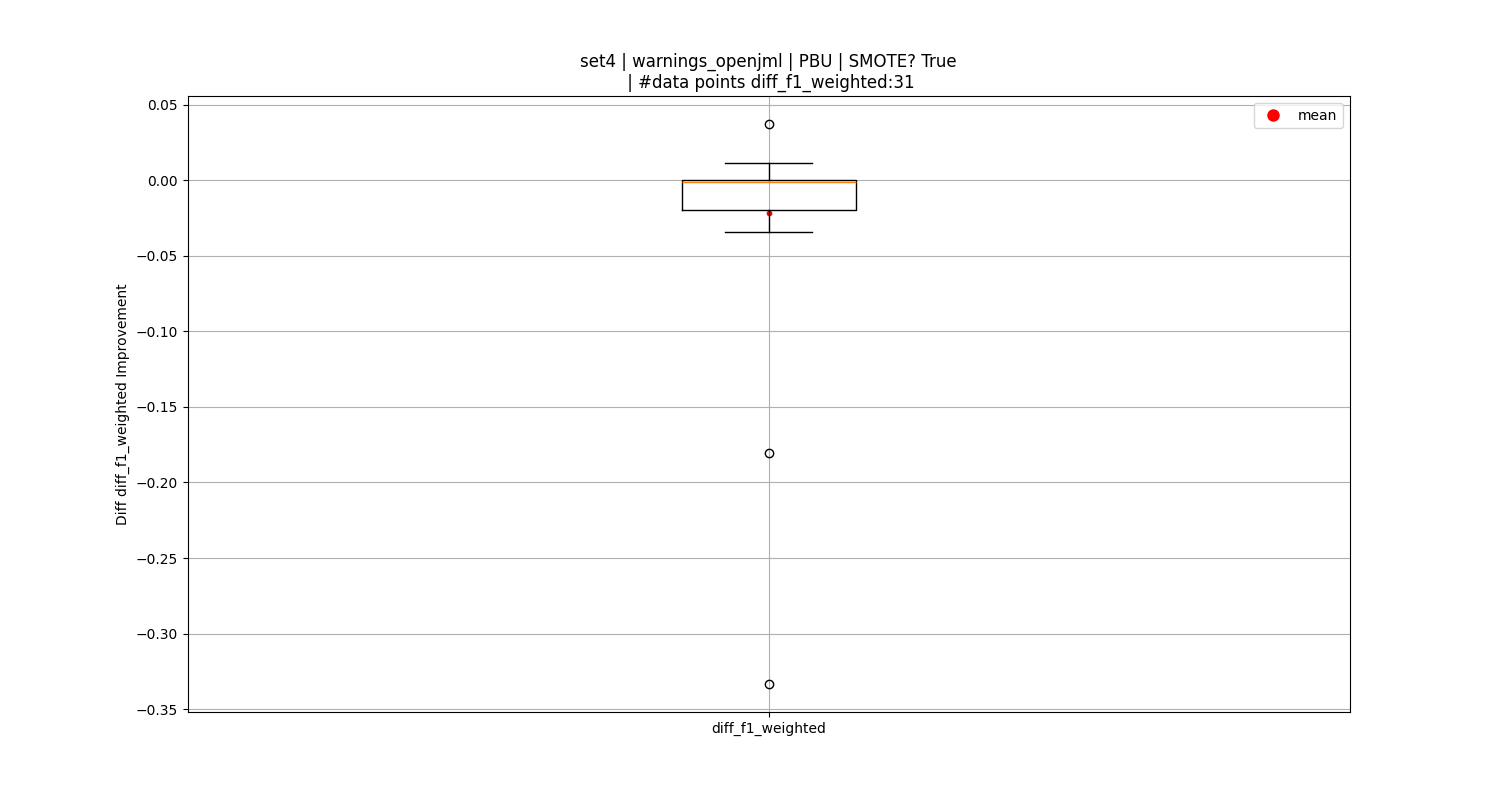 set4 | warnings_openjml | PBU | SMOTE? True
| #data points diff_f1_weighted:31
mean
0.05
0.00
−0.05
−0.10
−0.15
−0.20
−0.25
−0.30
−0.35
Diff diff_f1_weighted Improvement
diff_f1_weighted